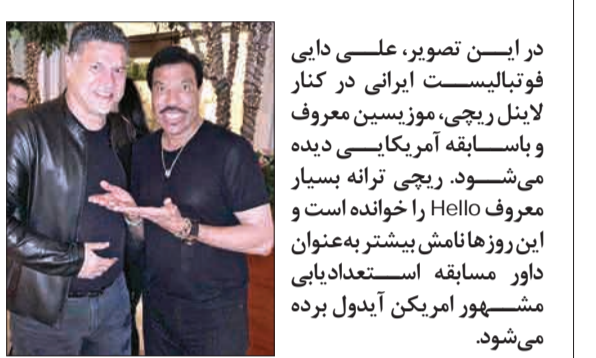 در این تصویر، علی دایی
فوتبالیست ایرانی در کنار
لاینل ریچی، موزیسین معروف
و باسابقه آمریکایی دیده
می‌شود. ریچی ترانه بسیار
معروف Hello را خوانده است و
این روزها نامش بیشتر به‌عنوان
داور مسابقه استعدادیابی
مشهور امریکن آیدول برده
می‌شود.